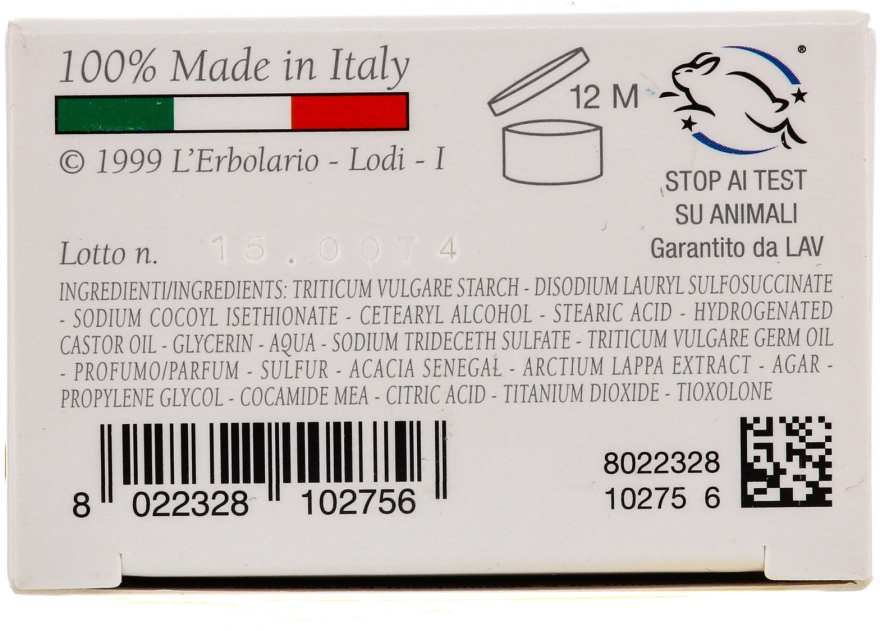 100% Made in Italy
12 M
®
© 1999 L'Erbolario - Lodi - I
STOP AI TEST
SU ANIMALI
Garantito da LAV
Lotto n. 15.0074
INGREDIENTI/INGREDIENTS: TRITICUM VULGARE STARCH - DISODIUM LAURYL SULFOSUCCINATE
- SODIUM COCOYL ISETHIONATE - CETEARYL ALCOHOL - STEARIC ACID - HYDROGENATED
CASTOR OIL - GLYCERIN - AQUA - SODIUM TRIDECETH SULFATE - TRITICUM VULGARE GERM OIL
- PROFUMO/PARFUM - SULFUR - ACACIA SENEGAL - ARCTIUM LAPPA EXTRACT - AGAR -
PROPYLENE GLYCOL - COCAMIDE MEA - CITRIC ACID - TITANIUM DIOXIDE - TIOXOLONE
8 022328 102756
8022328
10275 6